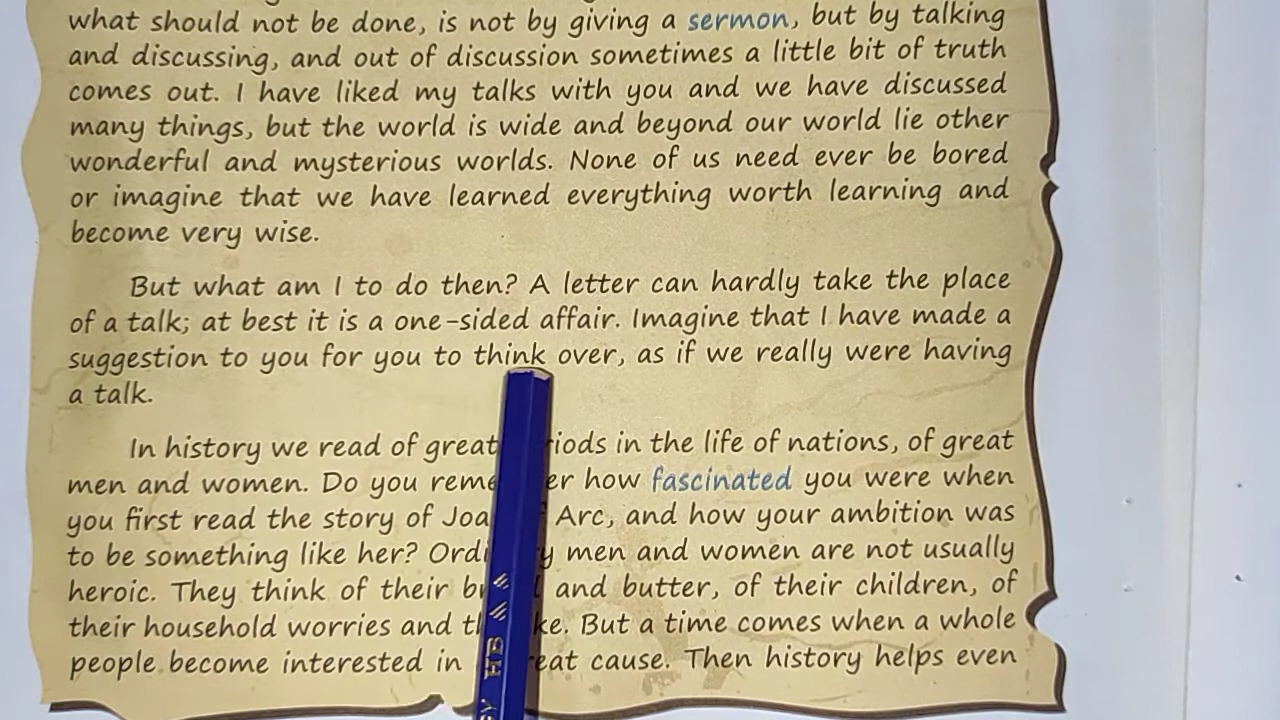 what should not be done, is not by giving a sermon, but by talking
and discussing, and out of discussion sometimes a little bit of truth
comes out. I have liked my talks with you and we have discussed
many things, but the world is wide and beyond our world lie other
wonderful and mysterious worlds. None of us need ever be bored
or imagine that we have learned everything worth learning and
become very wise.
But what am I to do then? A letter can hardly take the place
of a talk; at best it is a one-sided affair. Imagine that I have made a
suggestion to you for you to think over, as if we really were having
a talk.
In history we read of great iods in the life of nations, of great
men and women. Do you reme er how fascinated you were when
you first read the story of Joa Arc, and how your ambition was
to be something like her? Ordi y men and women are not usually
heroic. They think of their b and butter, of their children, of
their household worries and t ke. But a time comes when a whole
people become interested in eat cause. Then history helps even
HB